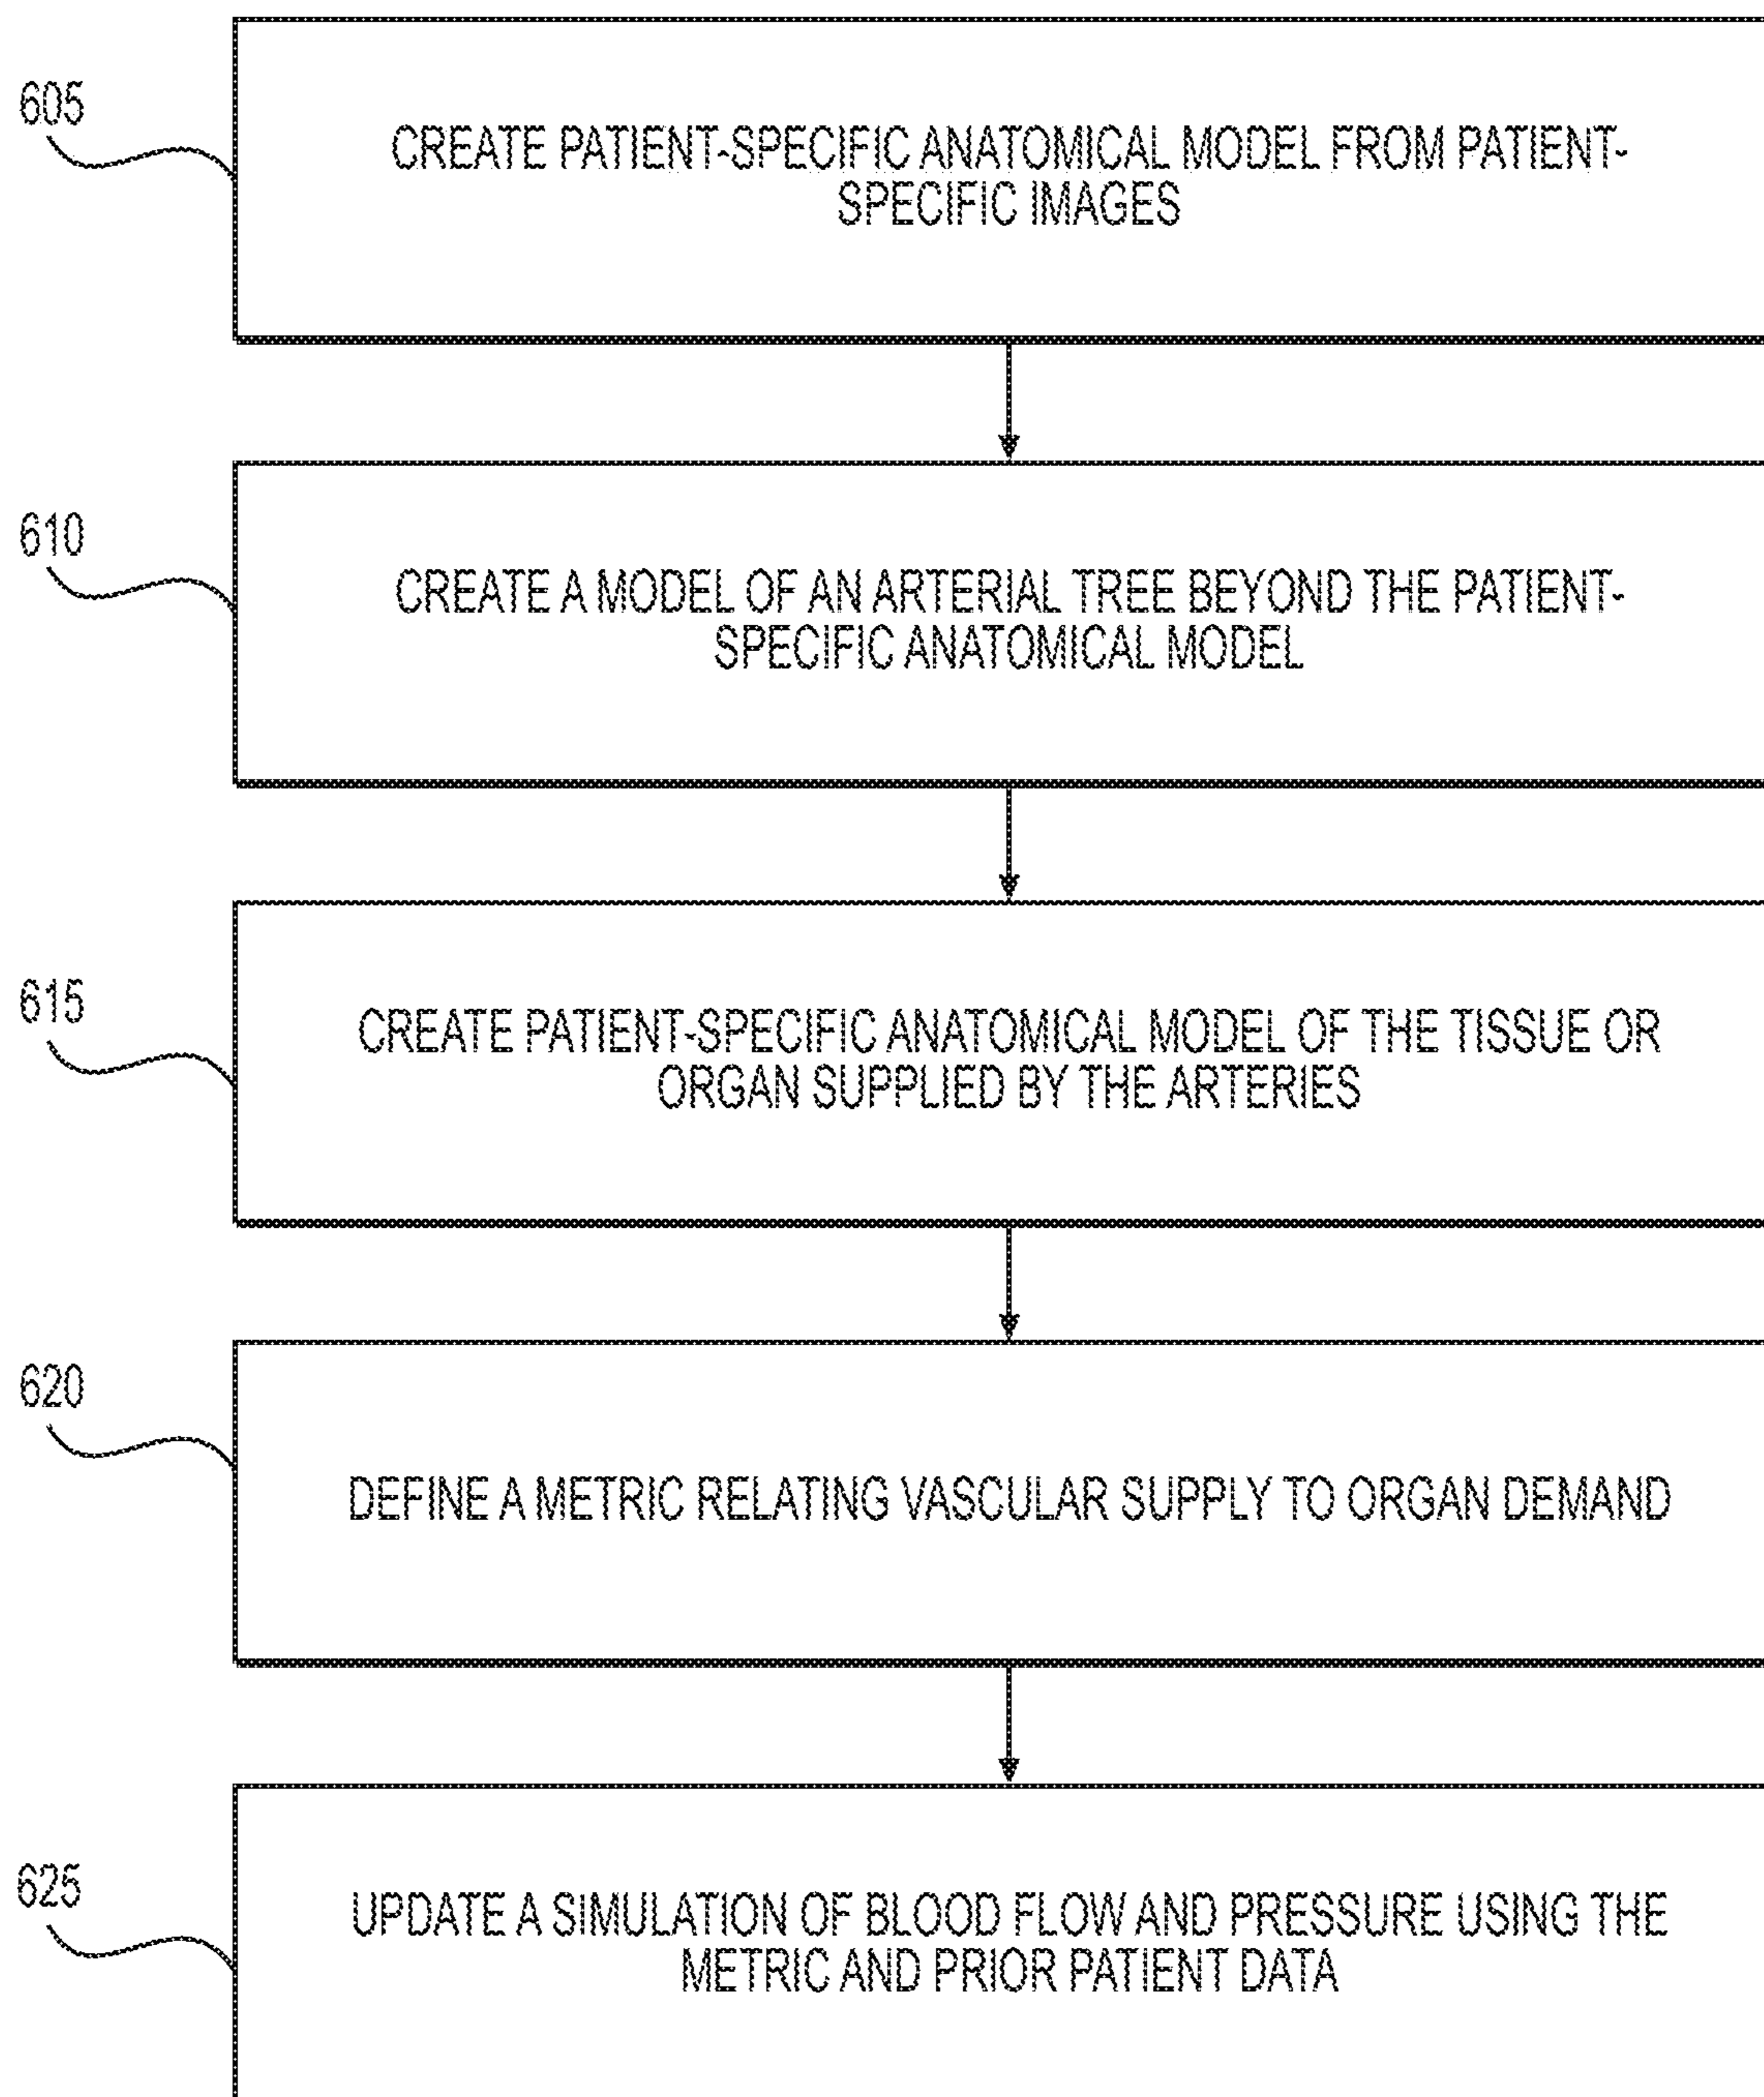 605
CREATE PATIENT-SPECIFIC ANATOMICAL MODEL FROM PATIENT-
SPECIFIC IMAGES
610
CREATE A MODEL OF AN ARTERIAL TREE BEYOND THE PATIENT-
SPECIFIC ANATOMICAL MODEL
615
CREATE PATIENT-SPECIFIC ANATOMICAL MODEL OF THE TISSUE OR
ORGAN SUPPLIED BY THE ARTERIES
620
DEFINE A METRIC RELATING VASCULAR SUPPLY TO ORGAN DEMAND
625
UPDATE A SIMULATION OF BLOOD FLOW AND PRESSURE USING THE
METRIC AND PRIOR PATIENT DATA